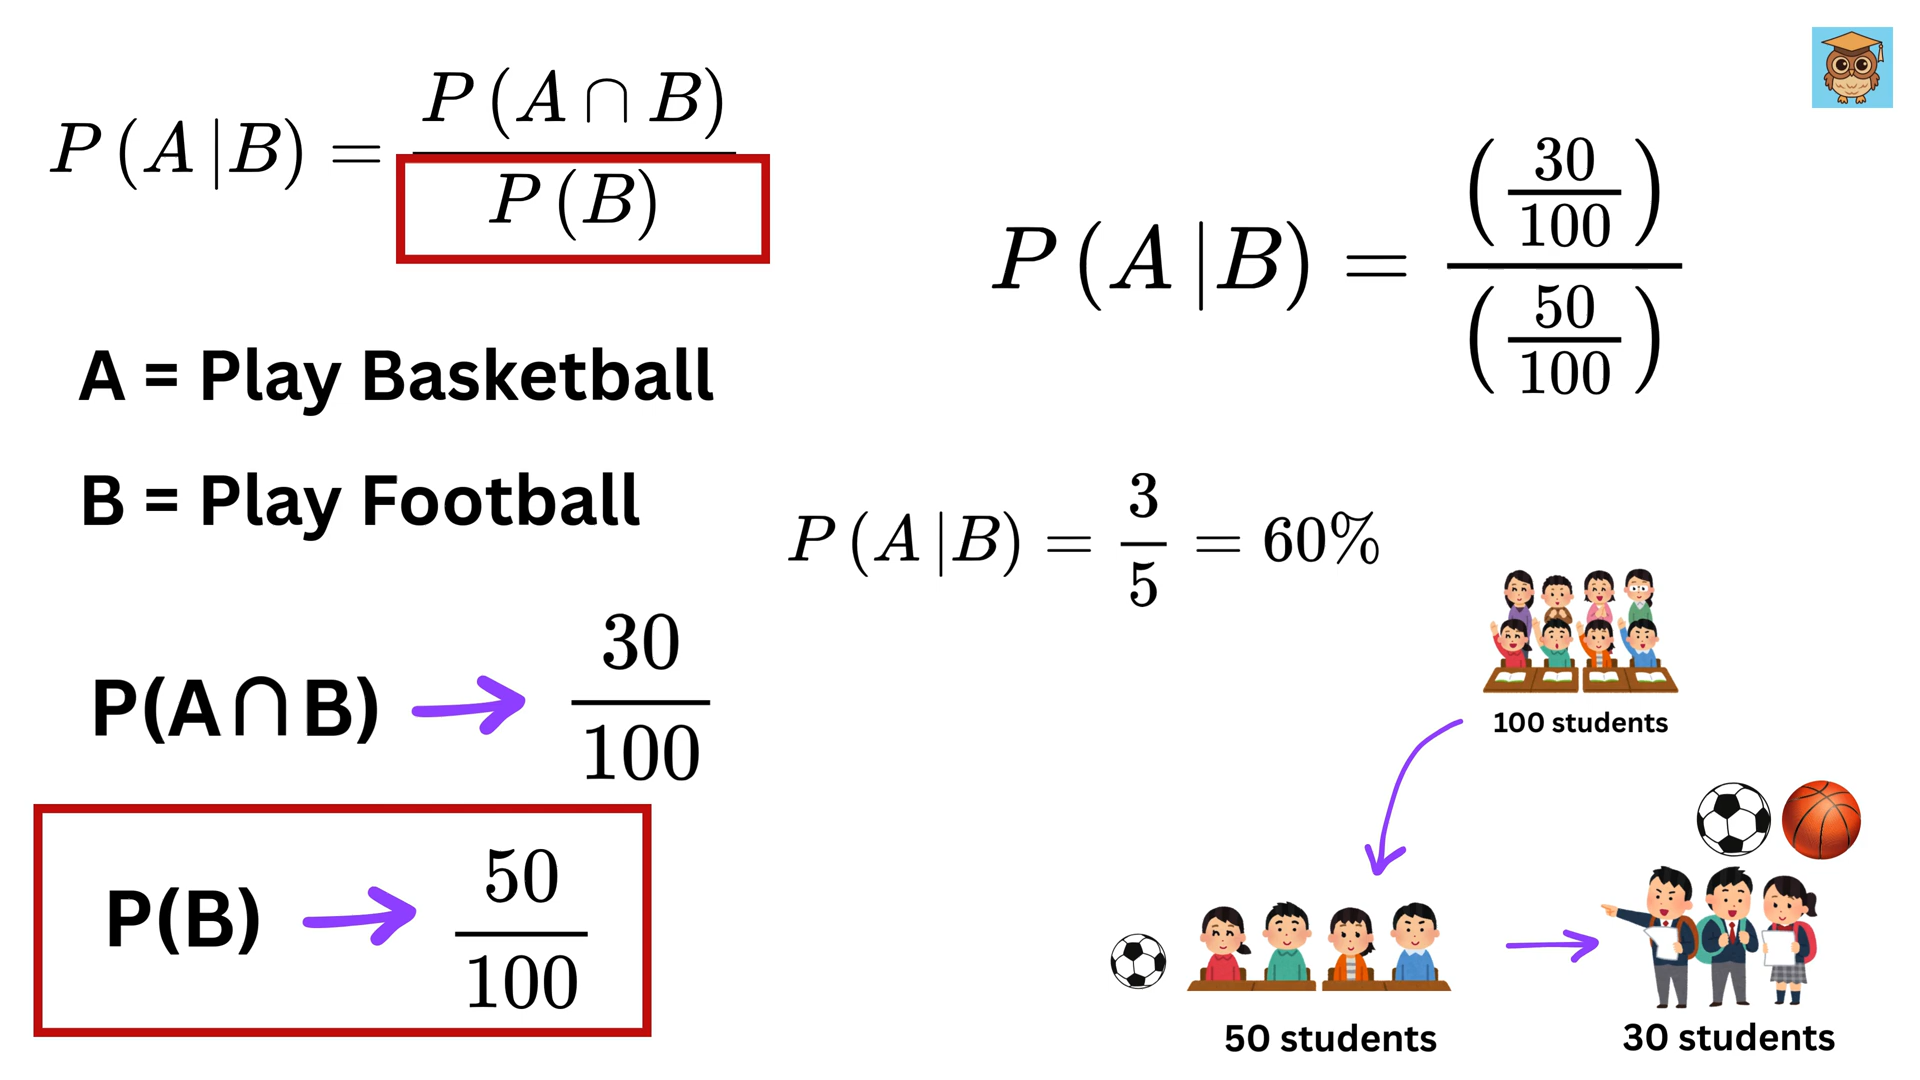 P(A|B) = P(A∩B) / P(B)
A = Play Basketball
B = Play Football
P(A∩B) → 30/100
P(B) → 50/100
P(A|B) = (30/100) / (50/100)
P(A|B) = 3/5 = 60%
100 students
50 students
30 students